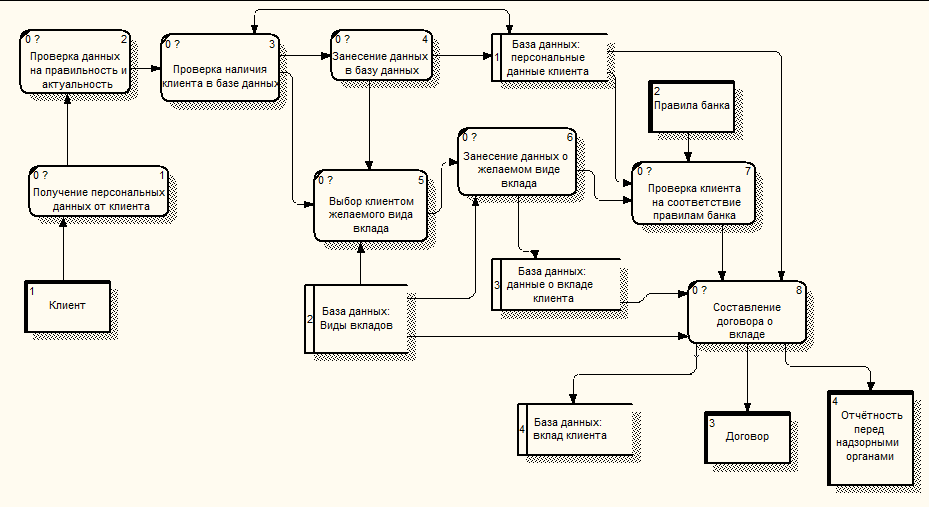 0 ? 2
Проверка данных
на правильность и
актуальность
0 ? 3
Проверка наличия
клиента в базе данных
0 ? 4
Занесение данных
в базу данных
1
База данных:
персональные
данные клиента
2
Правила банка
0 ? 1
Получение персональных
данных от клиента
0 ? 5
Выбор клиентом
желаемого вида
вклада
0 ? 6
Занесение данных о
желаемом виде
вклада
0 ? 7
Проверка клиента
на соответствие
правилам банка
1
Клиент
2
База данных:
Виды вкладов
3
База данных:
данные о вкладе
клиента
0 ? 8
Составление
договора о
вкладе
4
База данных:
вклад клиента
3
Договор
4
Отчётность
перед
надзорными
органами